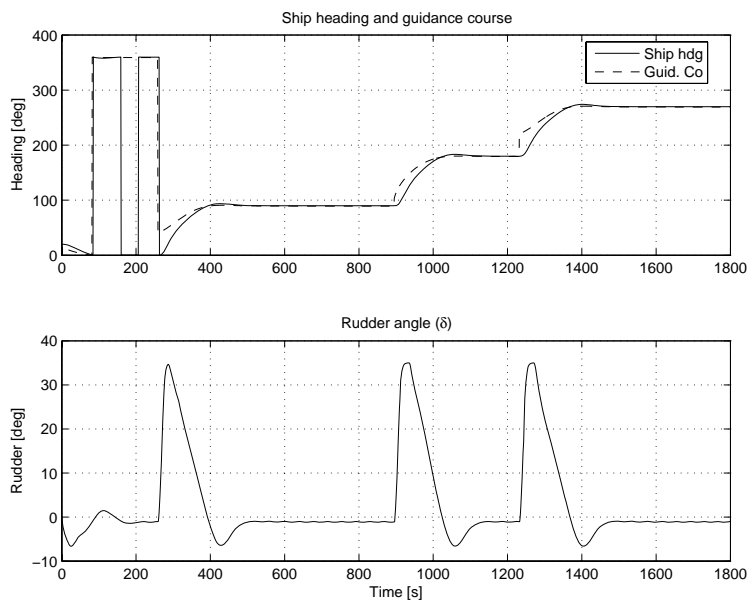 Ship heading and guidance course
400
300
200
100
0
Heading [deg]
Ship hdg
Guid. Co
0 200 400 600 800 1000 1200 1400 1600 1800
Rudder angle (δ)
40
30
20
10
0
−10
Rudder [deg]
0 200 400 600 800 1000 1200 1400 1600 1800
Time [s]